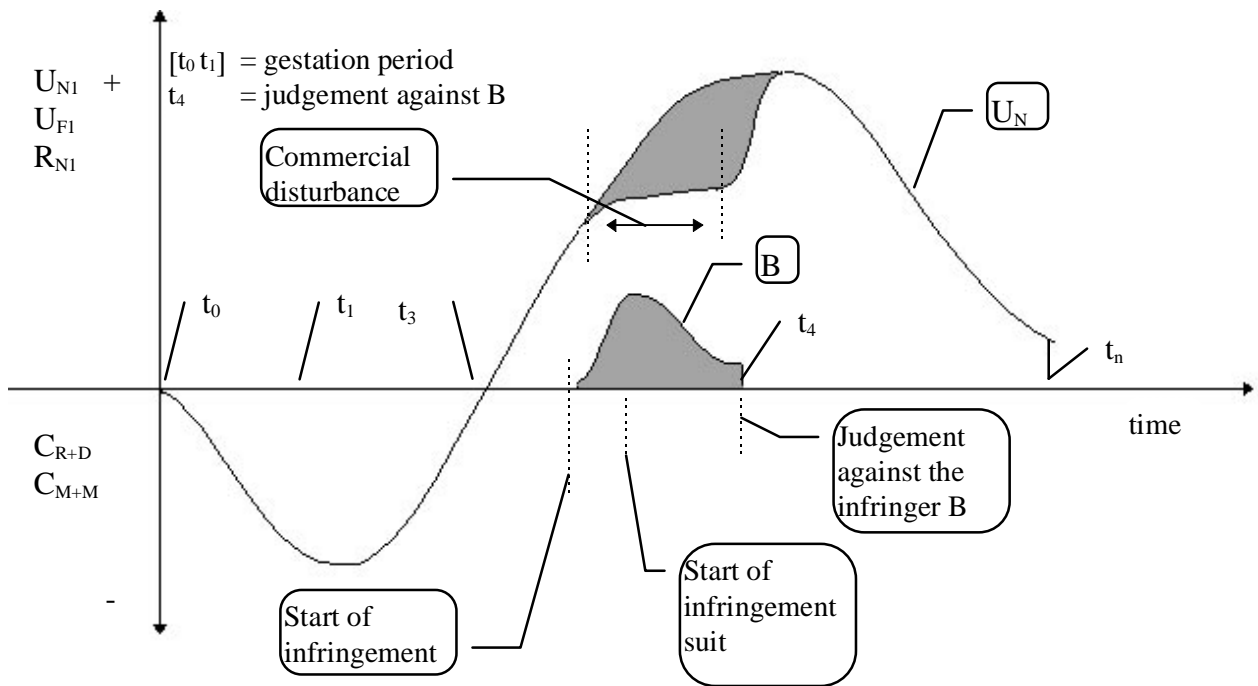 [t₀ t₁] = gestation period
t₄ = judgement against B
U_N1 +
U_F1
R_N1
Commercial
disturbance
U_N
B
t₀
t₁
t₃
t₄
t_n
time
C_R+D
C_M+M
-
Start of
infringement
Start of
infringement
suit
Judgement
against the
infringer B